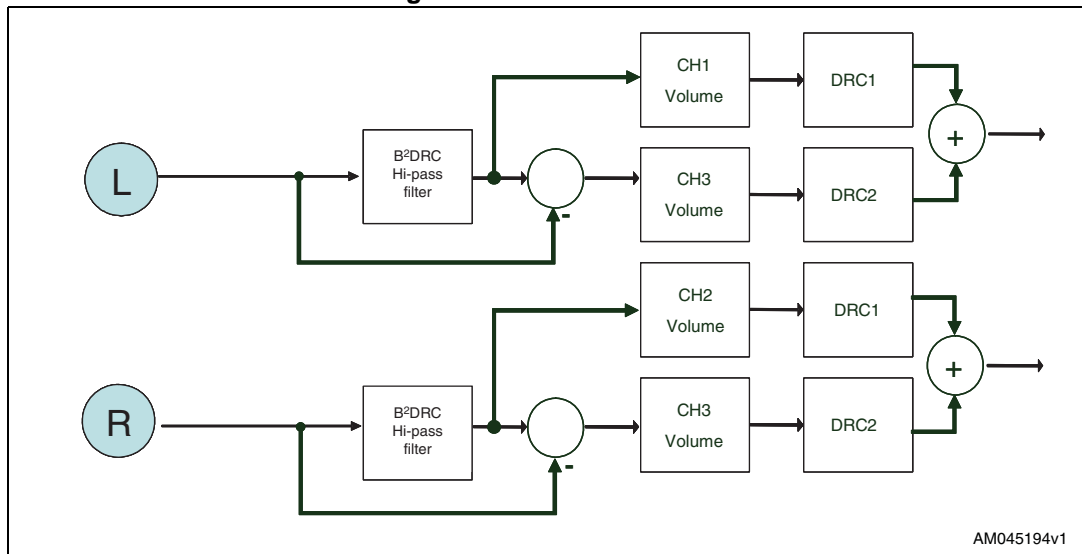 g
CH1
Volume
DRC1
L
B²DRC
Hi-pass
filter
-
+
CH3
Volume
DRC2
CH2
Volume
DRC1
R
B²DRC
Hi-pass
filter
-
+
CH3
Volume
DRC2
AM045194v1